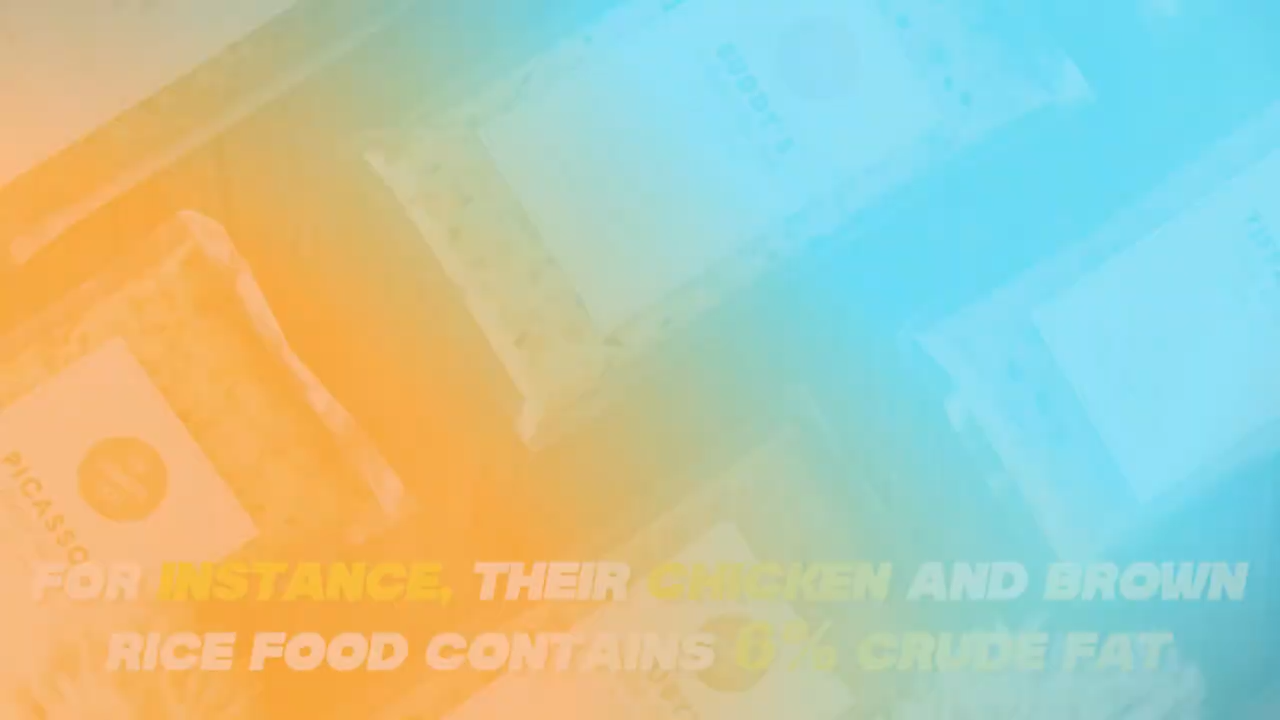 PICASSO
FOR INSTANCE, THEIR CHICKEN AND BROWN
RICE FOOD CONTAINS 6% CRUDE FAT